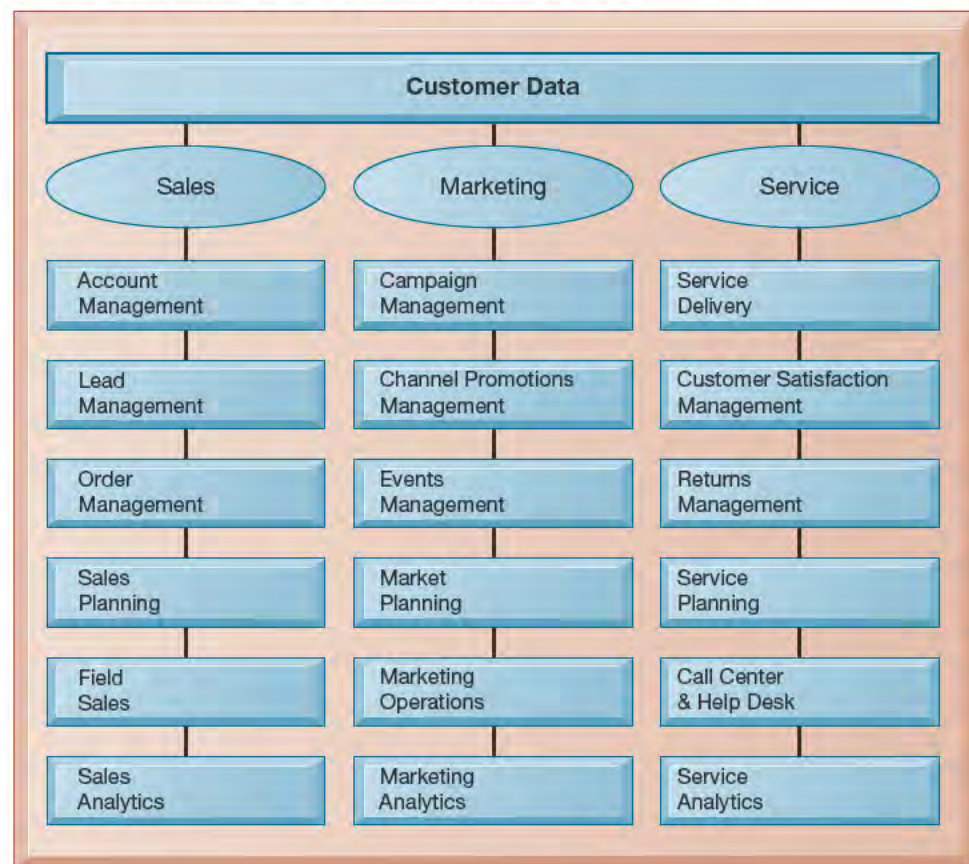 Customer Data
Sales
Marketing
Service
Account
Management
Lead
Management
Order
Management
Sales
Planning
Field
Sales
Sales
Analytics
Campaign
Management
Channel Promotions
Management
Events
Management
Market
Planning
Marketing
Operations
Marketing
Analytics
Service
Delivery
Customer Satisfaction
Management
Returns
Management
Service
Planning
Call Center
& Help Desk
Service
Analytics